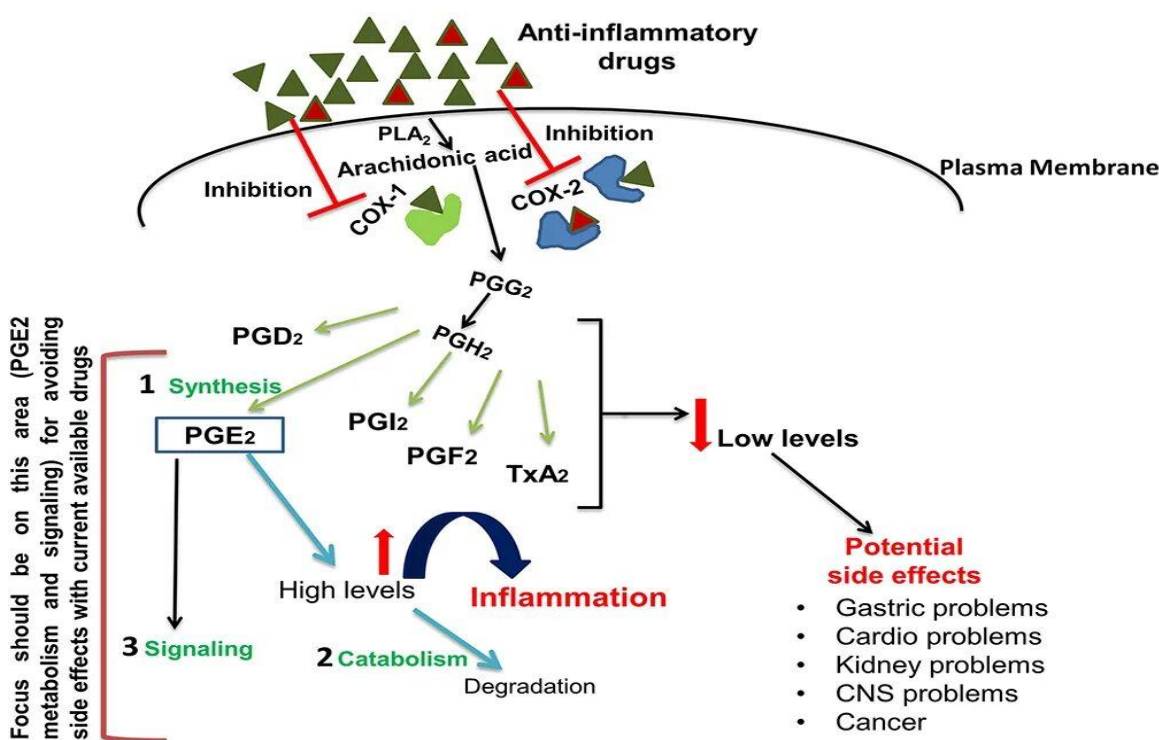 Anti-inflammatory
drugs
PLA2
Arachidonic acid
Inhibition
Plasma Membrane
Inhibition
COX-1
COX-2
PGG2
PGH2
PGD2
1 Synthesis
PGE2
PGI2
PGF2
TxA2
Low levels
High levels
Inflammation
Potential
side effects
• Gastric problems
• Cardio problems
• Kidney problems
• CNS problems
• Cancer
3 Signaling
2 Catabolism
Degradation
Focus should be on this area (PGE2
metabolism and signaling) for avoiding
side effects with current available drugs